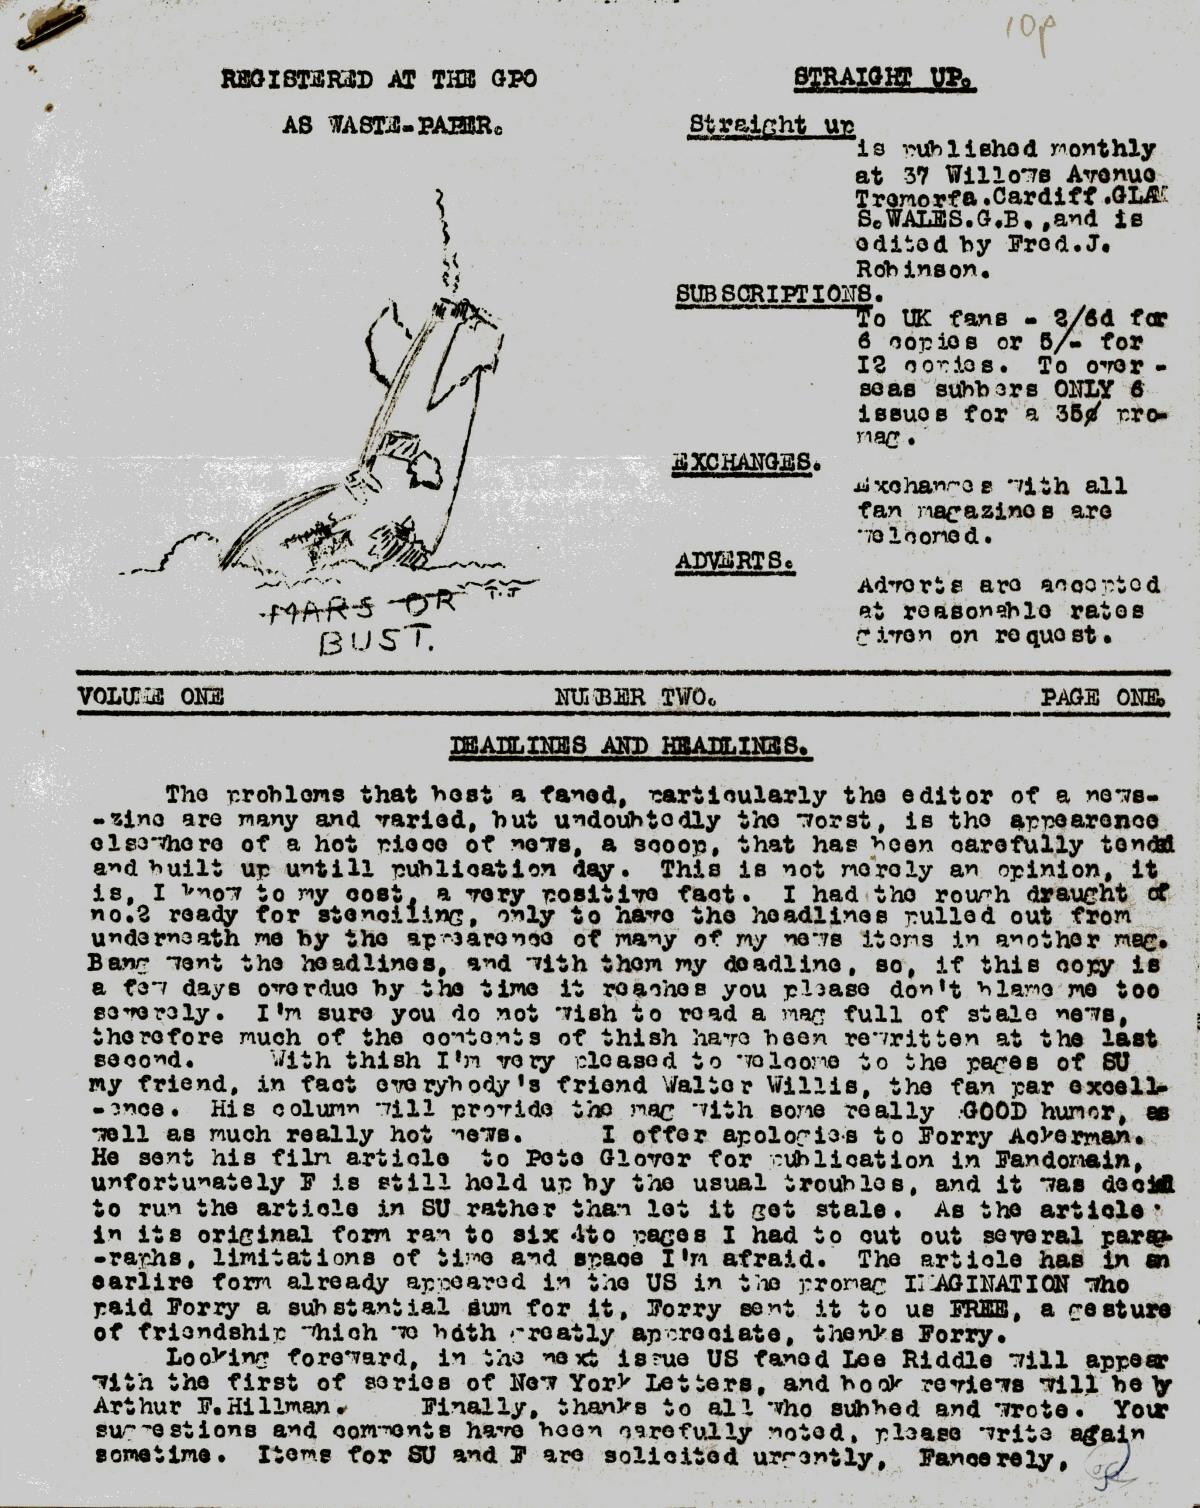 10p
REGISTERED AT THE GPO
AS WASTE-PAPER.
MARS OR
BUST.
T.J
STRAIGHT UP.
Straight up
is published monthly
at 37 Willows Avenue
Tremorfa.Cardiff.GLAM
S.WALES.G.B.,and is
edited by Fred.J.
Robinson.
SUBSCRIPTIONS.
To UK fans - 2/6d for
6 copies or 5/- for
I2 copies. To over -
seas subbers ONLY 6
issues for a 35¢ pro-
mag.
EXCHANGES.
Exchanges with all
fan magazines are
welcomed.
ADVERTS.
Adverts are accepted
at reasonable rates
given on request.
VOLUME ONE NUMBER TWO. PAGE ONE.
DEADLINES AND HEADLINES.
The problems that best a faned, particularly the editor of a news-
-zine are many and varied, but undoubtedly the worst, is the appearence
elsewhere of a hot piece of news, a scoop, that has been carefully tended
and built up untill publication day. This is not merely an opinion, it
is, I know to my cost, a very positive fact. I had the rough draught of
no.2 ready for stenciling, only to have the headlines pulled out from
underneath me by the appearence of many of my news items in another mag.
Bang went the headlines, and with them my deadline, so, if this copy is
a few days overdue by the time it reaches you please don't blame me too
severely. I'm sure you do not wish to read a mag full of stale news,
therefore much of the contents of thish have been rewritten at the last
second. With thish I'm very pleased to welcome to the pages of SU
my friend, in fact everybody's friend Walter Willis, the fan par excell-
-ence. His column will provide the mag with some really GOOD humor, as
well as much really hot news. I offer apologies to Forry Ackerman.
He sent his film article to Pete Glover for publication in Fandomain,
unfortunately F is still held up by the usual troubles, and it was decid
to run the article in SU rather than let it get stale. As the article
in its original form ran to six 4to pages I had to cut out several parag-
-raphs, limitations of time and space I'm afraid. The article has in an
earlire form already appeared in the US in the promag IMAGINATION who
paid Forry a substantial sum for it, Forry sent it to us FREE, a gesture
of friendship which we both greatly appreciate, thenks Forry.
Looking foreward, in the next issue US faned Lee Riddle will appear
with the first of series of New York Letters, and book reviews will be by
Arthur F.Hillman. Finally, thanks to all who subbed and wrote. Your
suggestions and comments have been carefully noted, please write again
sometime. Items for SU and F are solicited urgently, Fancerely,